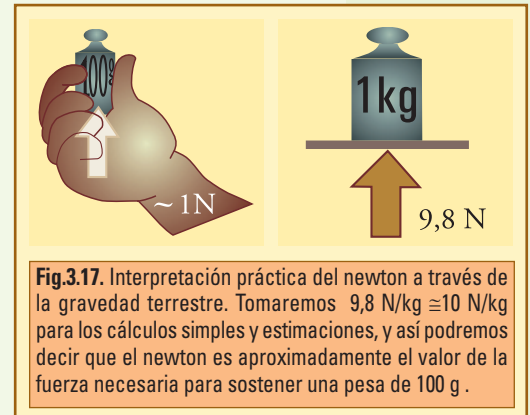 100g
~1N
1kg
9,8 N
Fig.3.17. Interpretación práctica del newton a través de
la gravedad terrestre. Tomaremos 9,8 N/kg ≅10 N/kg
para los cálculos simples y estimaciones, y así podremos
decir que el newton es aproximadamente el valor de la
fuerza necesaria para sostener una pesa de 100 g .